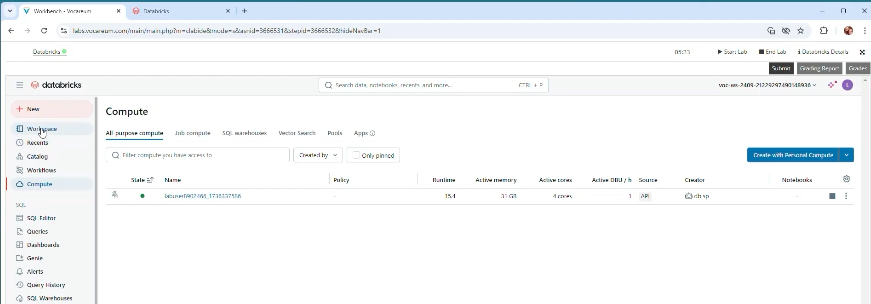 Workbench - Vocareum
Databricks
labs.vocareum.com/main/main.php?m=clabide&mode=s&asnid=3666531&stepid=3666532&hideNavBar=1
Databricks
05:23
Start Lab
End Lab
Databricks Details
Submit
Grading Report
Grades
databricks
Search data, notebooks, recents, and more...
CTRL + P
L
New
Workspace
Recents
Catalog
Workflows
Compute
SQL
SQL Editor
Queries
Dashboards
Genie
Alerts
Query History
SQL Warehouses
Compute
All-purpose compute
Job compute
SQL warehouses
Vector Search
Pools
Apps
Filter compute you have access to
Created by
Only pinned
Create with Personal Compute
State
Name
Policy
Runtime
Active memory
Active cores
Active DBU / h
Source
Creator
Notebooks
-
15.4
31 GB
4 cores
1
API
db sp
-